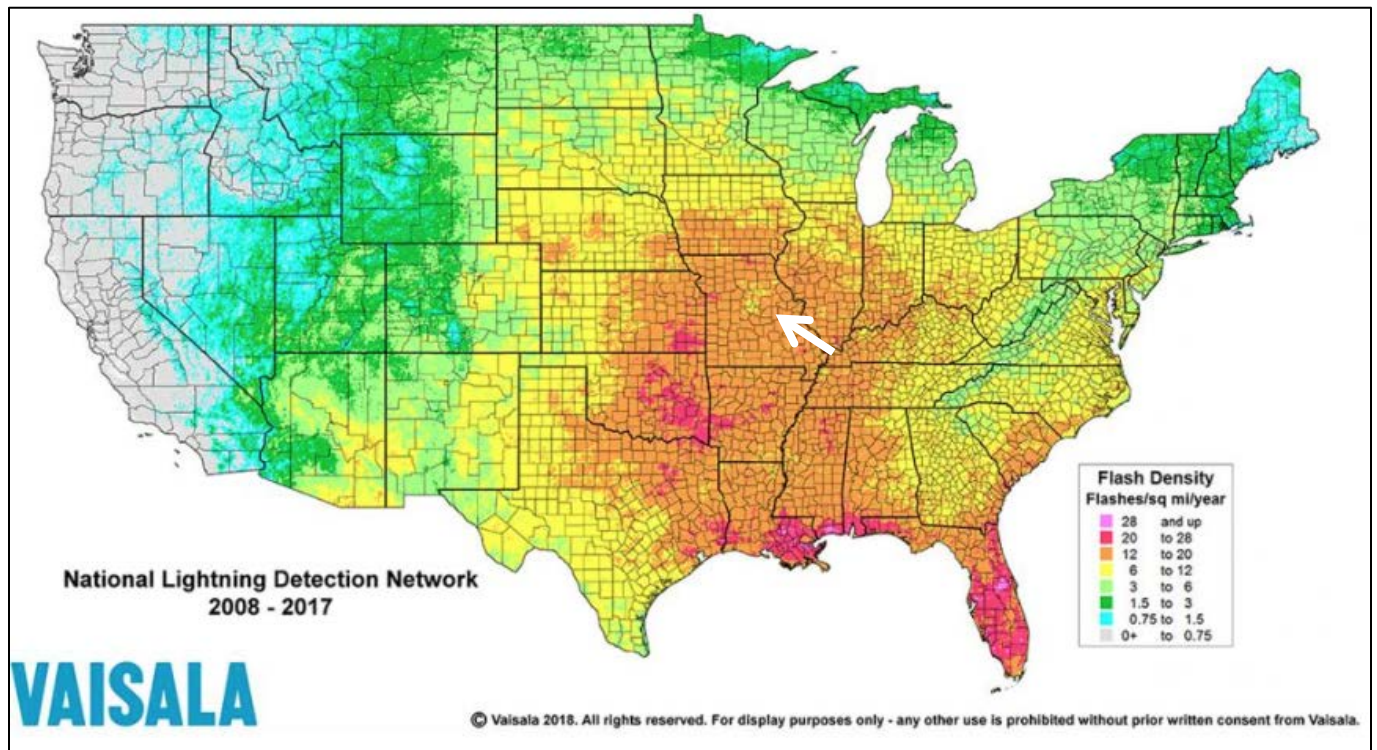 Flash Density
Flashes/sq mi/year
28 and up
20 to 28
12 to 20
6 to 12
3 to 6
1.5 to 3
0.75 to 1.5
0+ to 0.75
National Lightning Detection Network
2008 - 2017
VAISALA
© Vaisala 2018. All rights reserved. For display purposes only - any other use is prohibited without prior written consent from Vaisala.